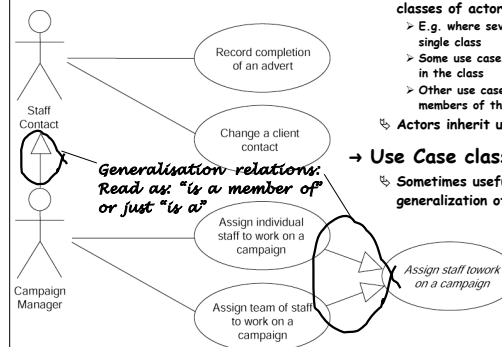 classes of actor
➢ E.g. where sev
single class
➢ Some use case
in the class
➢ Other use case
members of th
Actors inherit u
→ Use Case class
Sometimes usefu
generalization of
Record completion
of an advert
Staff
Contact
Change a client
contact
Generalisation relations:
Read as: "is a member of"
or just "is a"
Assign individual
staff to work on a
campaign
Assign staff towork
on a campaign
Campaign
Manager
Assign team of staff
to work on a
campaign